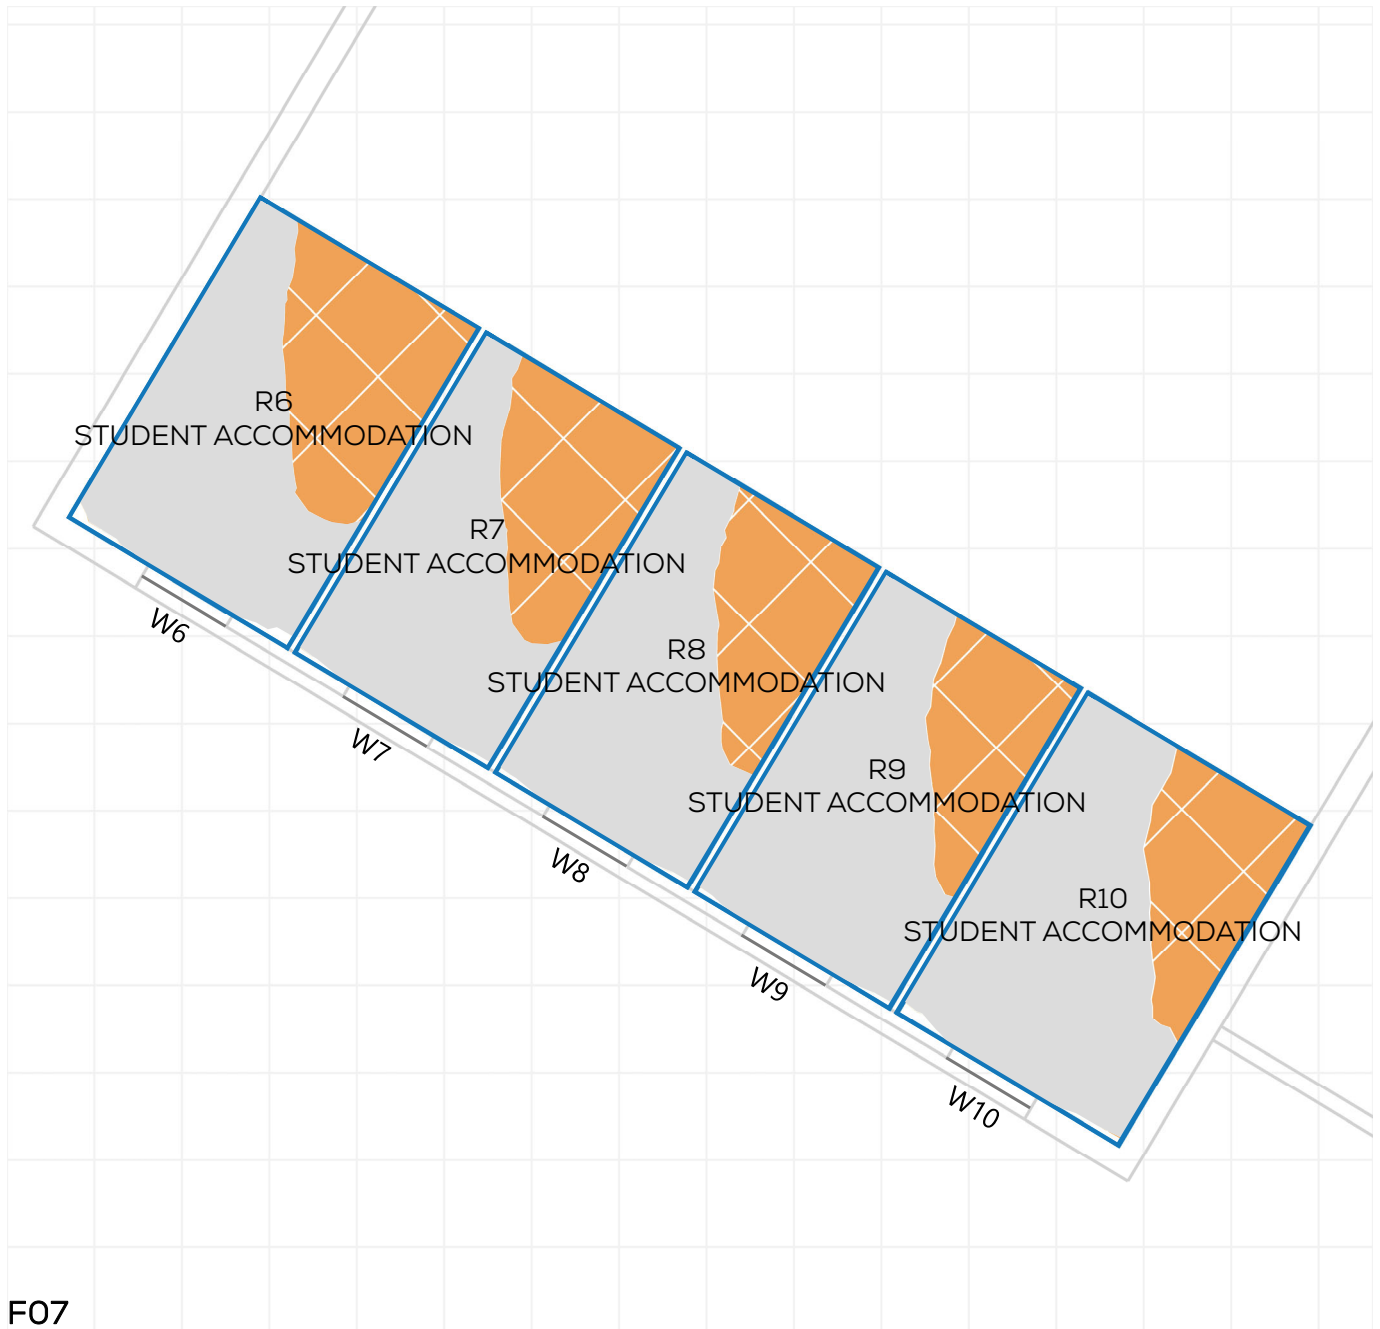 R6
STUDENT ACCOMMODATION
R7
STUDENT ACCOMMODATION
W6
R8
STUDENT ACCOMMODATION
W7
R9
STUDENT ACCOMMODATION
W8
R10
STUDENT ACCOMMODATION
W9
W10
F07